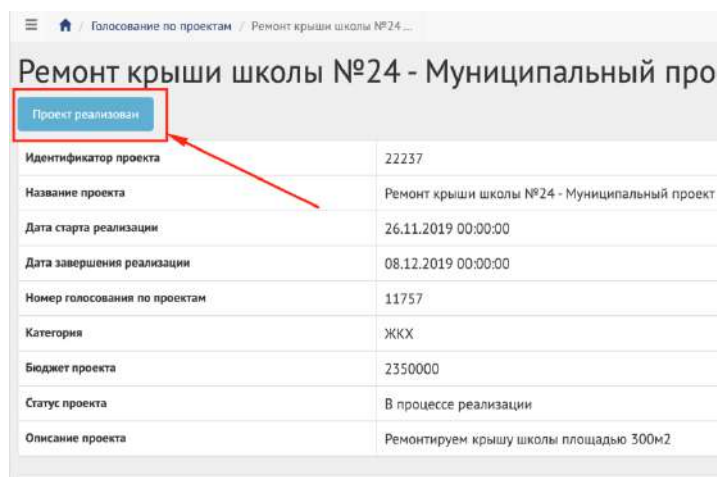 / Голосование по проектам / Ремонт крыши школы №24 ...
Ремонт крыши школы №24 - Муниципальный про
Проект реализован
Идентификатор проекта 22237
Название проекта Ремонт крыши школы №24 - Муниципальный проект
Дата старта реализации 26.11.2019 00:00:00
Дата завершения реализации 08.12.2019 00:00:00
Номер голосования по проектам 11757
Категория ЖКХ
Бюджет проекта 2350000
Статус проекта В процессе реализации
Описание проекта Ремонтируем крышу школы площадью 300м2